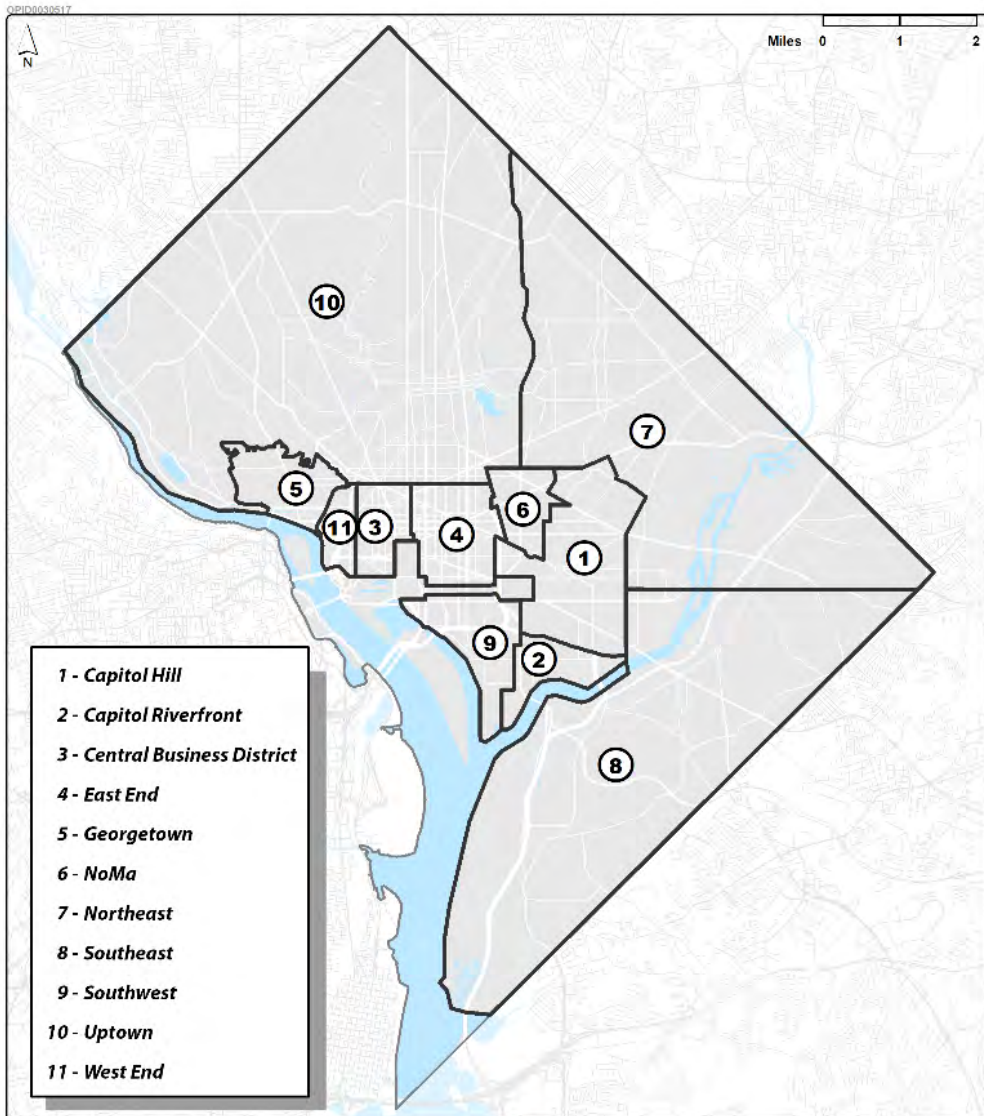 OPID0030517
N
Miles 0 1 2
10
7
5
6
11 3 4
1
9
2
8
1 - Capitol Hill
2 - Capitol Riverfront
3 - Central Business District
4 - East End
5 - Georgetown
6 - NoMa
7 - Northeast
8 - Southeast
9 - Southwest
10 - Uptown
11 - West End